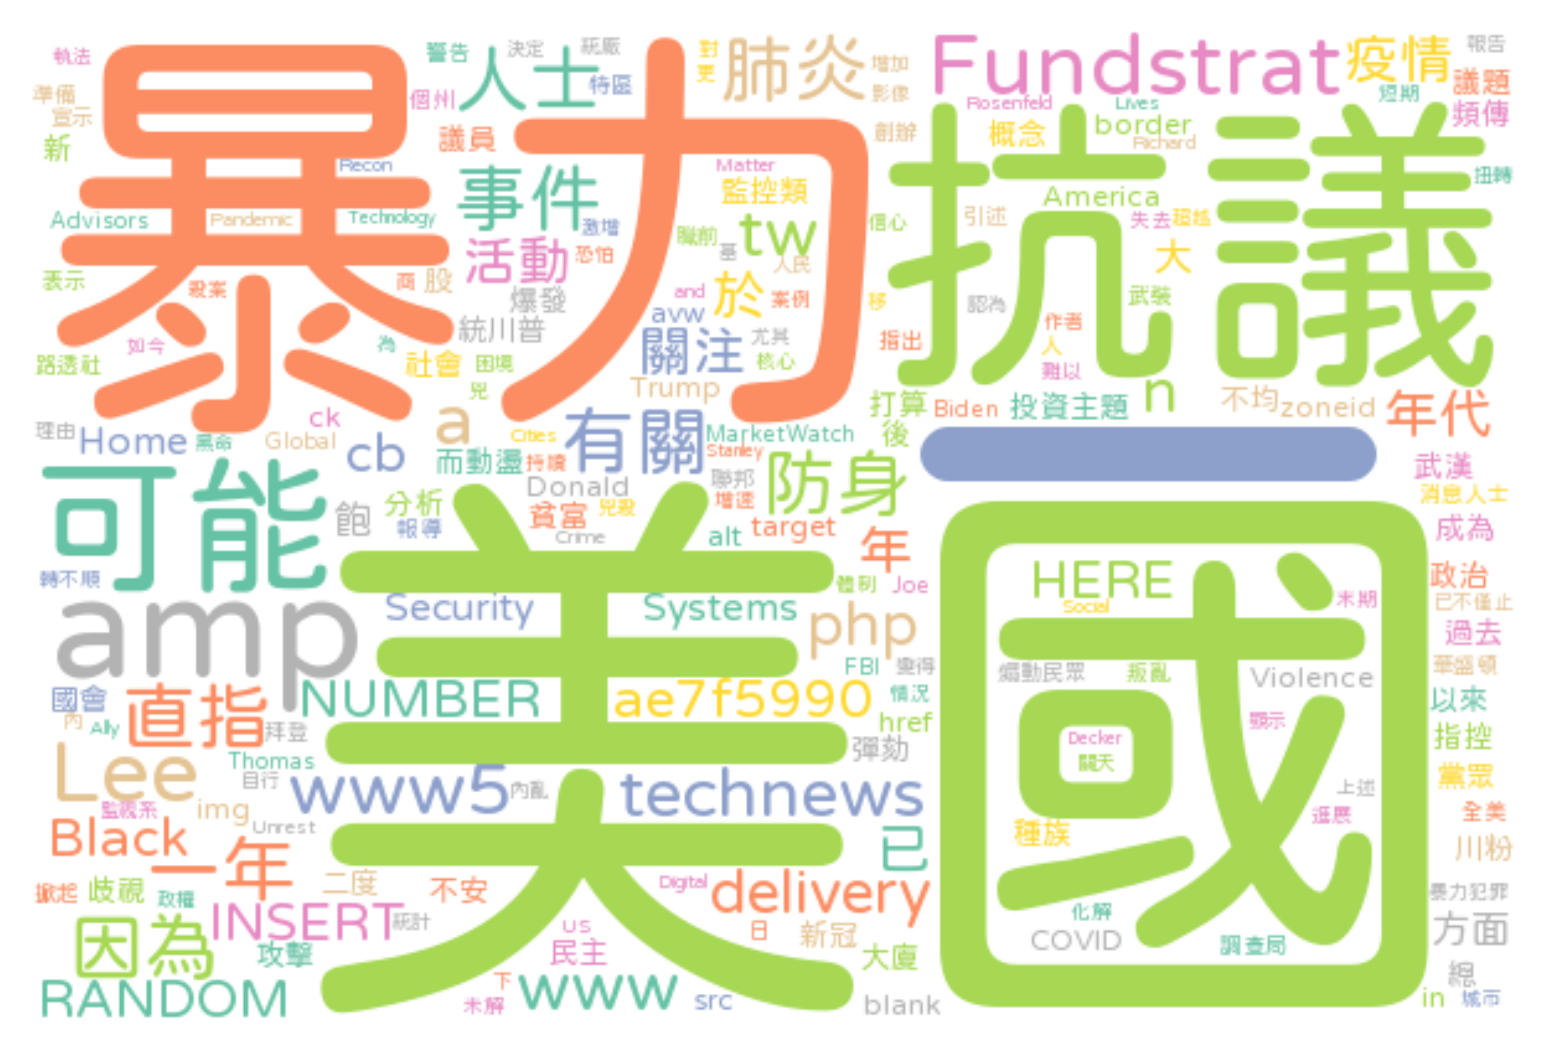 執法
警告
決定
統厰
對
更
肺炎
增加
Fundstrat
疫情
報告
人士
特區
影像
Rosenfeld
Lives
短期
議題
準備
個州
暴力
抗議
頻傳
宣示
議員
創辦
概念
border
Richard
新
Recon
Matter
扭轉
事件
監控類
America
Advisors
Pandemic
Technology
激增
職前
tw
信心
引述
失去
超越
活動
恐怕
基
人民
大
表示
殺案
商
股
爆發
and
於
案例
移
認為
武裝
avw
統川普
關注
尤其
指出
作者
人
如今
為
路透社
社會
困境
核心
難以
兇
Trump
打算
Biden
投資主題
n
不均
zoneid
年代
理由
Home
黑命
ck
Global
cb
a
Cities
有關
MarketWatch
Stanley
後
一
而動盪
持續
聯邦
防身
武漢
可能
分析
Donald
增速
消息人士
飽
報導
貧富
兇殺
Crime
alt
target
年
成為
轉不順
美
國
HERE
體制
Joe
政治
amp
Security
Systems
php
Social
末期
已不僅止
過去
FBI
變得
煽動民眾
叛亂
Violence
華盛頓
國會
直指
NUMBER
ae7f5990
情況
以來
內
Ally
拜登
href
顯示
指控
Decker
關天
彈劾
Thomas
Lee
自行
www5
內亂
technews
上述
黨眾
監視系
img
進展
全美
Black
Unrest
一年
已
種族
川粉
掀起
歧視
政權
二度
不安
Digital
delivery
暴力犯罪
因為
INSERT
統計
us
日
新冠
化解
方面
攻擊
民主
大廈
COVID
調查局
總
RANDOM
下
未解
www
src
blank
in
城市